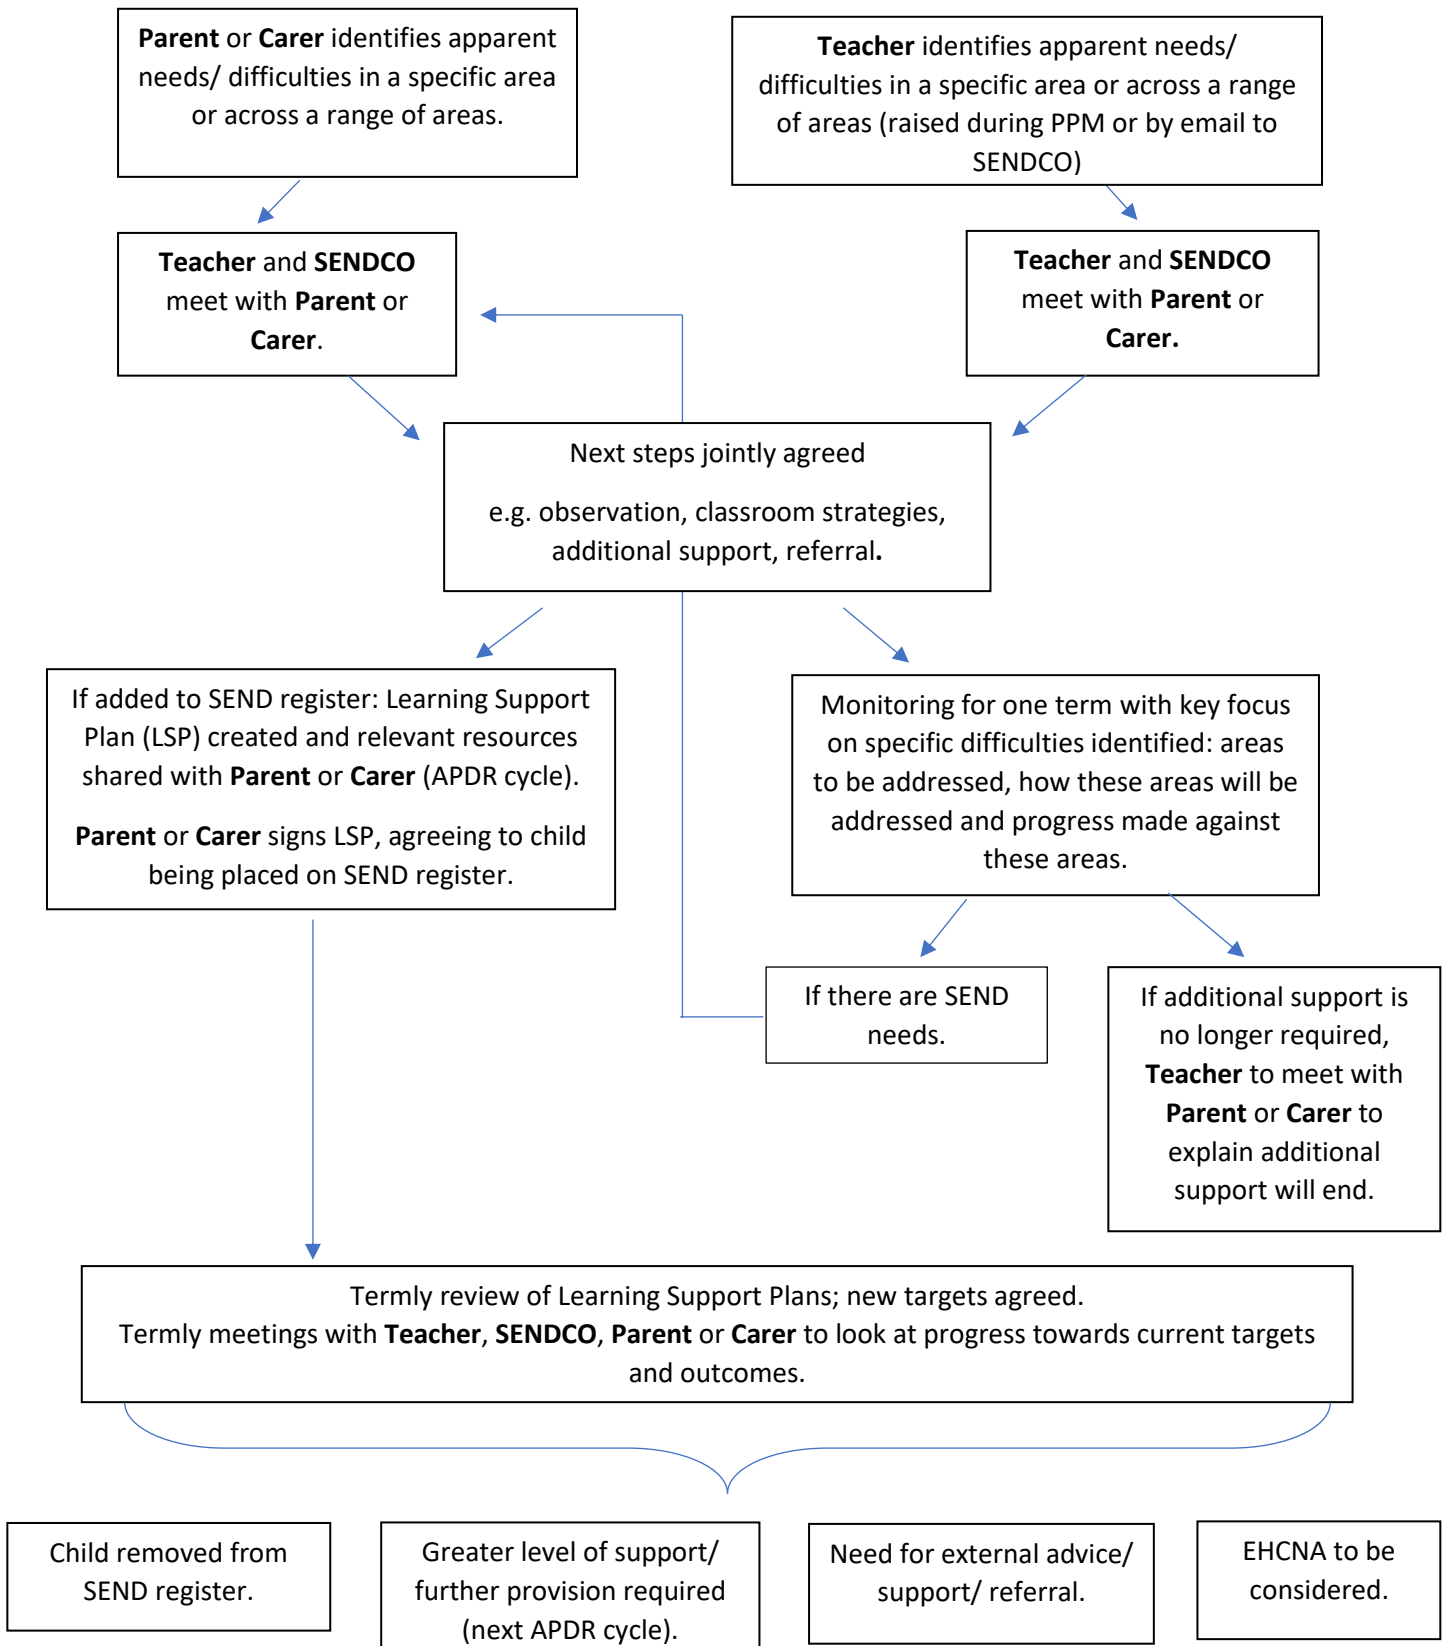 Parent or Carer identifies apparent
needs/ difficulties in a specific area
or across a range of areas.
Teacher identifies apparent needs/
difficulties in a specific area or across a range
of areas (raised during PPM or by email to
SENDCO)
Teacher and SENDCO
meet with Parent or
Carer.
Teacher and SENDCO
meet with Parent or
Carer.
Next steps jointly agreed
e.g. observation, classroom strategies,
additional support, referral.
If added to SEND register: Learning Support
Plan (LSP) created and relevant resources
shared with Parent or Carer (APDR cycle).
Parent or Carer signs LSP, agreeing to child
being placed on SEND register.
Monitoring for one term with key focus
on specific difficulties identified: areas
to be addressed, how these areas will be
addressed and progress made against
these areas.
If there are SEND
needs.
If additional support is
no longer required,
Teacher to meet with
Parent or Carer to
explain additional
support will end.
Termly review of Learning Support Plans; new targets agreed.
Termly meetings with Teacher, SENDCO, Parent or Carer to look at progress towards current targets
and outcomes.
Child removed from
SEND register.
Greater level of support/
further provision required
(next APDR cycle).
Need for external advice/
support/ referral.
EHCNA to be
considered.